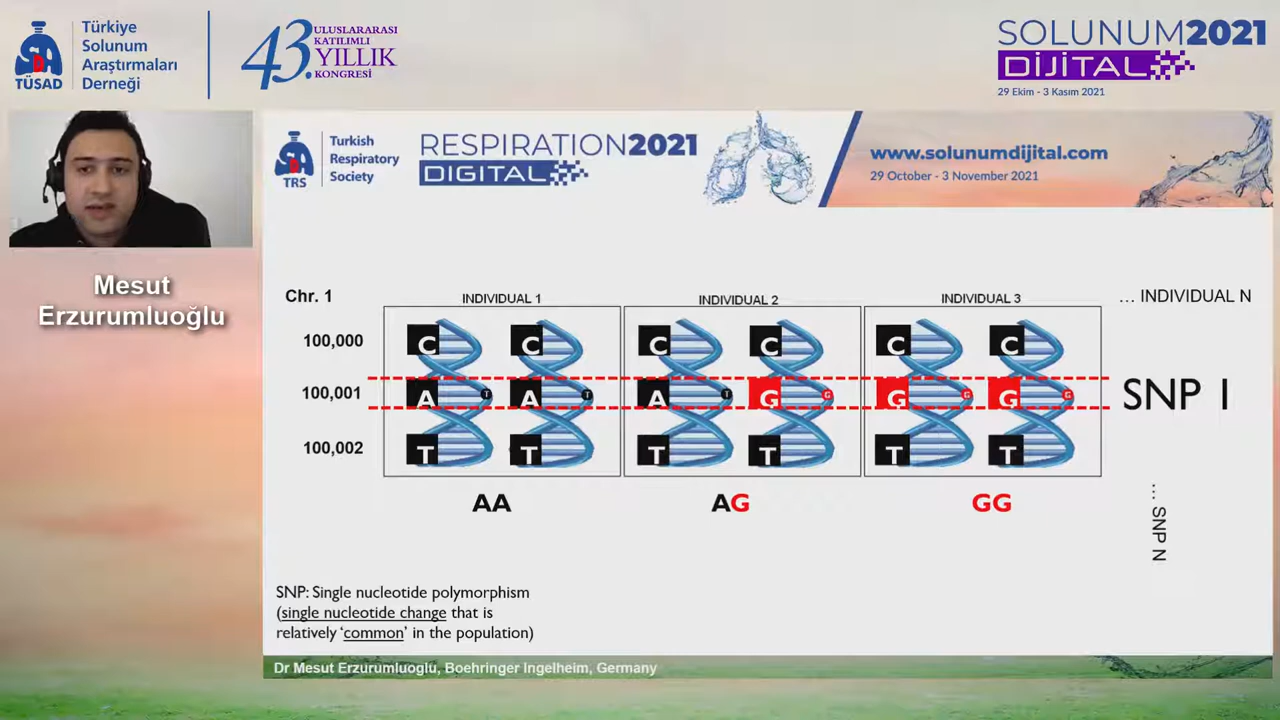 TÜSAD
Türkiye
Solunum
Araştırmaları
Derneği
43.
ULUSLARARASI
KATILIMLI
YILLIK
KONGRESİ
SOLUNUM2021
DİJİTAL
29 Ekim - 3 Kasım 2021
TRS
Turkish
Respiratory
Society
RESPIRATION2021
DIGITAL
www.solunumdijital.com
29 October - 3 November 2021
Mesut
Erzurumluoğlu
Chr. 1
INDIVIDUAL 1
INDIVIDUAL 2
INDIVIDUAL 3
... INDIVIDUAL N
100,000
C C C C C C
100,001
A T A T A T G G G G G G
SNP 1
100,002
T T T T T T
AA
AG
GG
... SNP N
SNP: Single nucleotide polymorphism
(single nucleotide change that is
relatively ‘common’ in the population)
Dr Mesut Erzurumluoglu, Boehringer Ingelheim, Germany